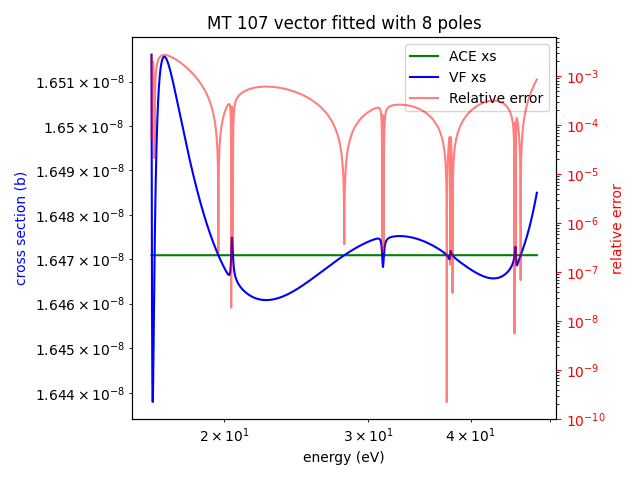 MT 107 vector fitted with 8 poles
ACE xs
VF xs
Relative error
cross section (b)
1.651 × 10⁻⁸
1.65 × 10⁻⁸
1.649 × 10⁻⁸
1.648 × 10⁻⁸
1.647 × 10⁻⁸
1.646 × 10⁻⁸
1.645 × 10⁻⁸
1.644 × 10⁻⁸
10⁻³
10⁻⁴
10⁻⁵
10⁻⁶
10⁻⁷
10⁻⁸
10⁻⁹
10⁻¹⁰
relative error
2 × 10¹
3 × 10¹
4 × 10¹
energy (eV)